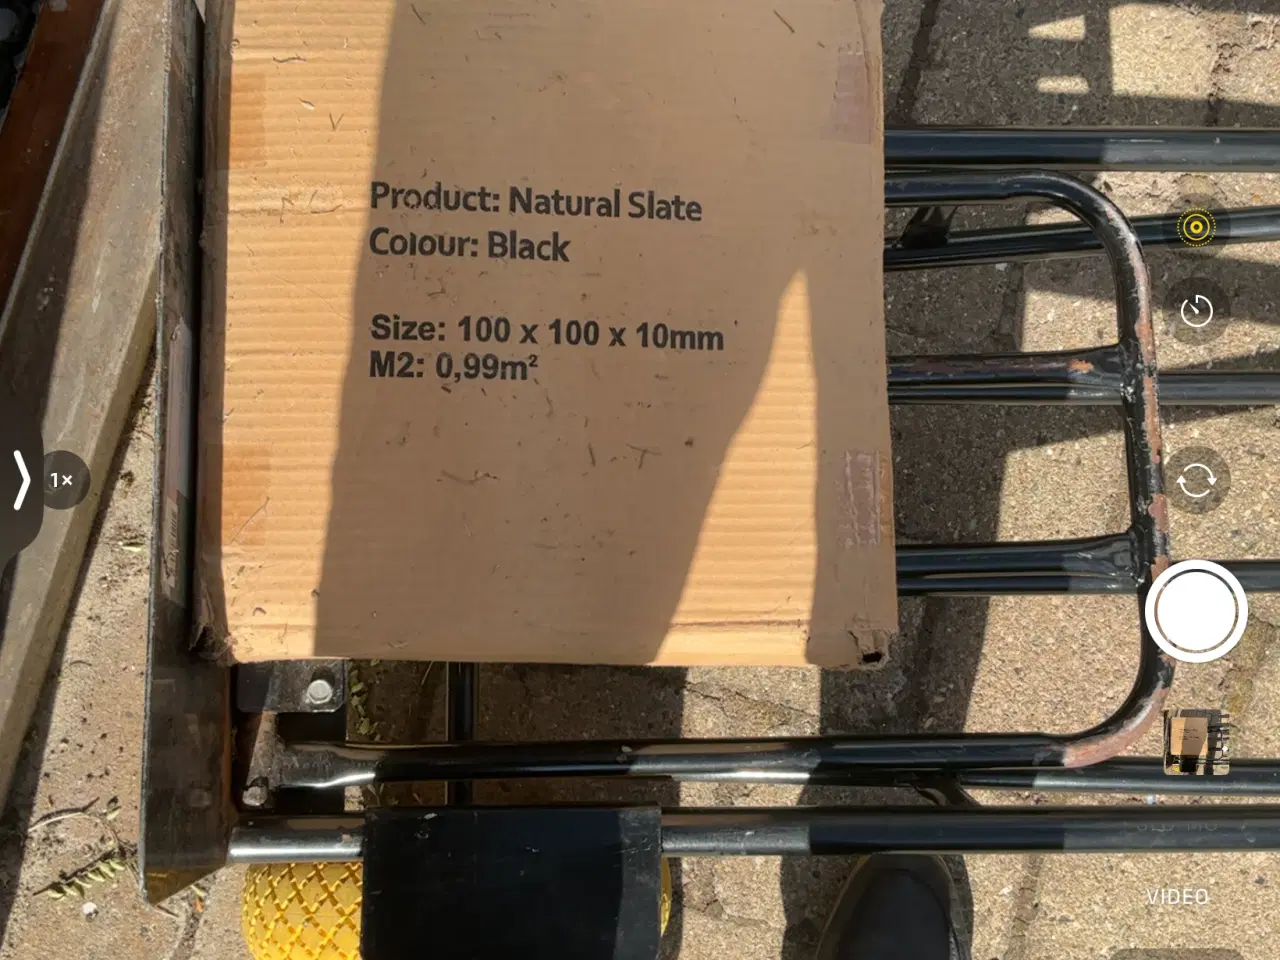 Product: Natural Slate
Colour: Black
Size: 100 x 100 x 10mm
M2: 0,99m²
1×
VIDEO